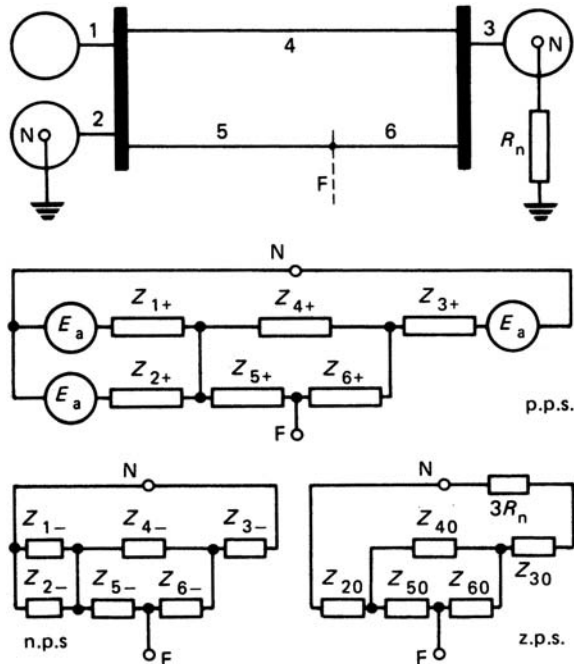 1
4
3
N
N
2
5
6
F
Rn
N
Z1+
Z4+
Z3+
Ea
Ea
Ea
Z2+
Z5+
Z6+
F
p.p.s.
N
Z1−
Z4−
Z3−
Z2−
Z5−
Z6−
n.p.s
F
N
3Rn
Z40
Z30
Z20
Z50
Z60
F
z.p.s.